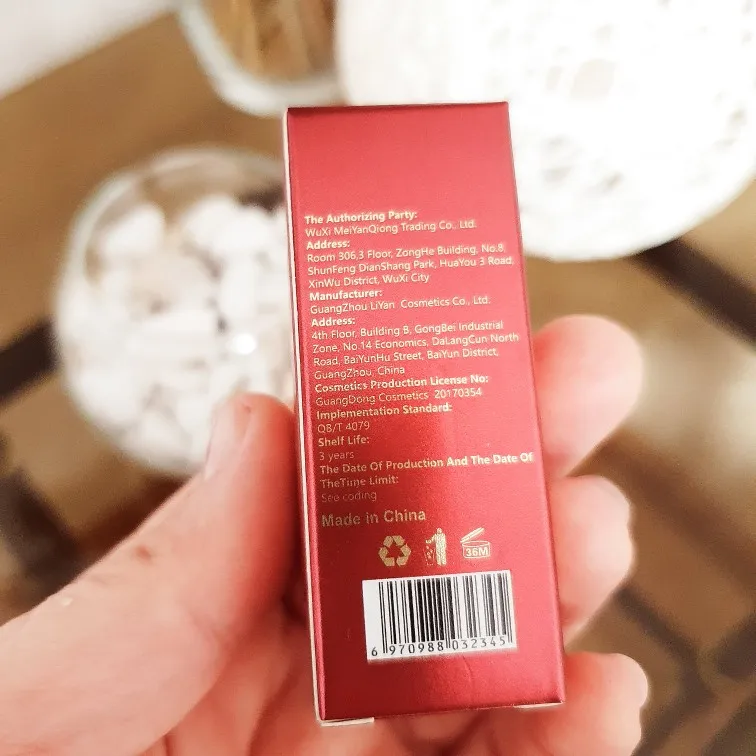 The Authorizing Party:
WuXi MeiYanQiong Trading Co., Ltd.
Address:
Room 306,3 Floor, ZongHe Building, No.8,
ShunFeng DianShang Park, HuaYou 3 Road,
XinWu District, WuXi City
Manufacturer:
GuangZhou LiYan Cosmetics Co., Ltd.
Address:
4th Floor, Building B, GongBei Industrial
Zone, No.14 Economics, DaLangCun North
Road, BaiYunHu Street, BaiYun District,
GuangZhou, China
Cosmetics Production License No:
GuangDong Cosmetics 20170354
Implementation Standard:
QB/T 4079
Shelf Life:
3 years
The Date Of Production And The Date Of
TheTime Limit:
See coding
Made in China
36M
6 970988 032345